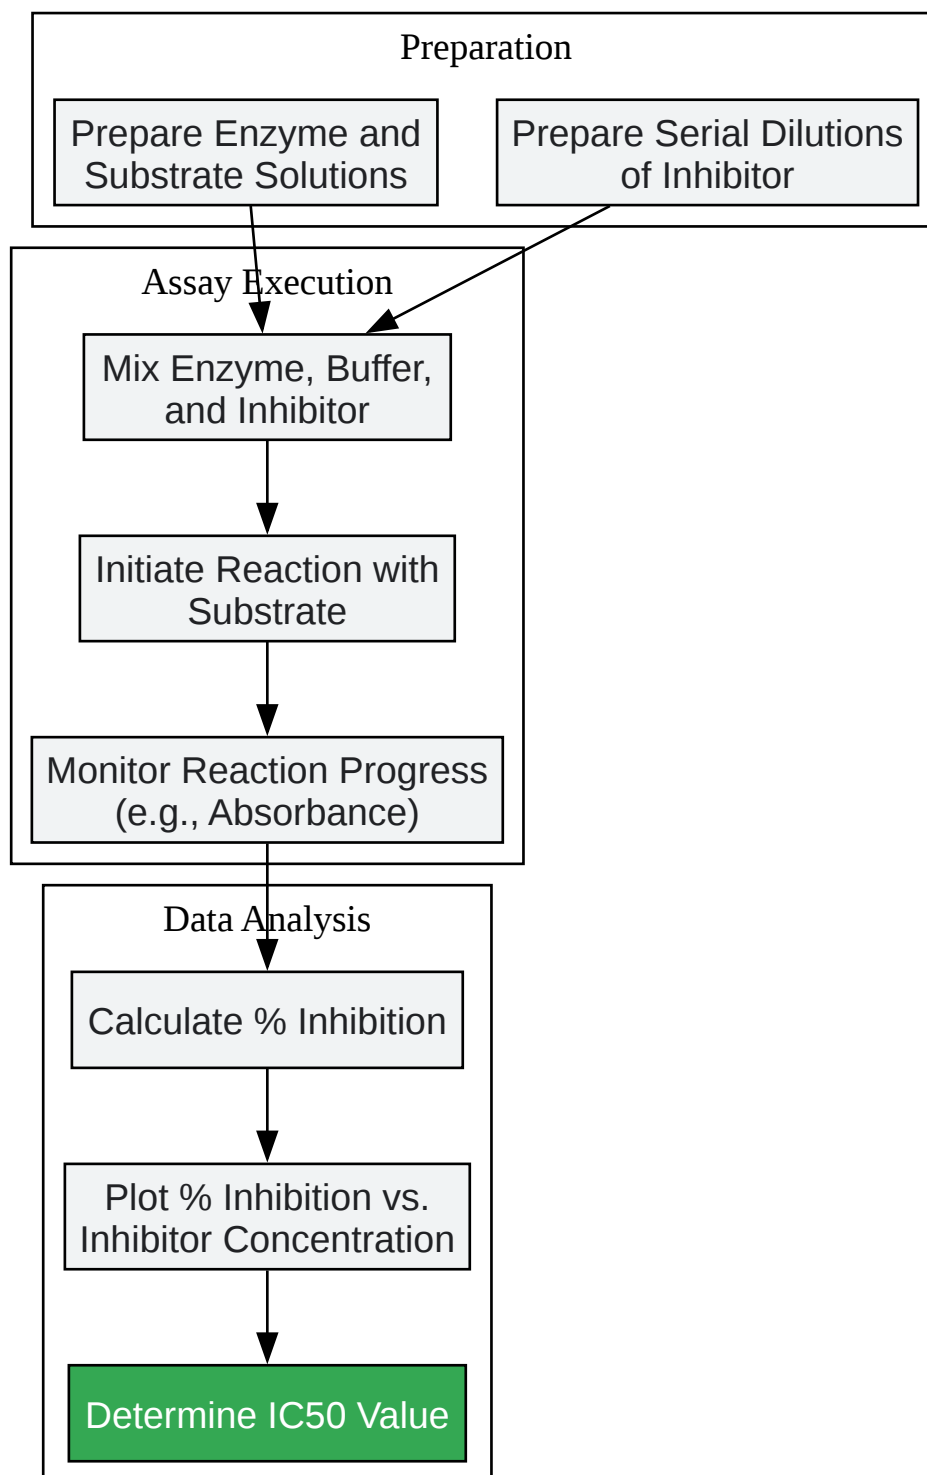 Preparation
Prepare Enzyme and
Substrate Solutions
Prepare Serial Dilutions
of Inhibitor
Assay Execution
Mix Enzyme, Buffer,
and Inhibitor
Initiate Reaction with
Substrate
Monitor Reaction Progress
(e.g., Absorbance)
Data Analysis
Calculate % Inhibition
Plot % Inhibition vs.
Inhibitor Concentration
Determine IC50 Value